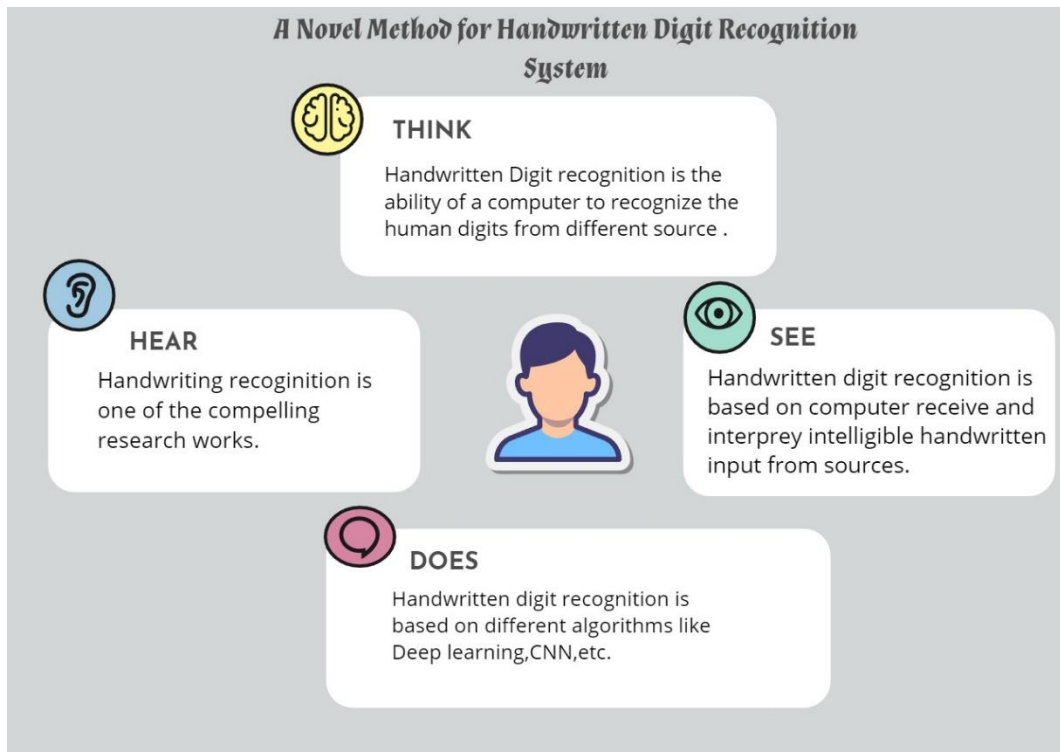 A Novel Method for Handwritten Digit Recognition
System
THINK
Handwritten Digit recognition is the
ability of a computer to recognize the
human digits from different source .
HEAR
Handwriting recoginition is
one of the compelling
research works.
SEE
Handwritten digit recognition is
based on computer receive and
interprey intelligible handwritten
input from sources.
DOES
Handwritten digit recognition is
based on different algorithms like
Deep learning,CNN,etc.